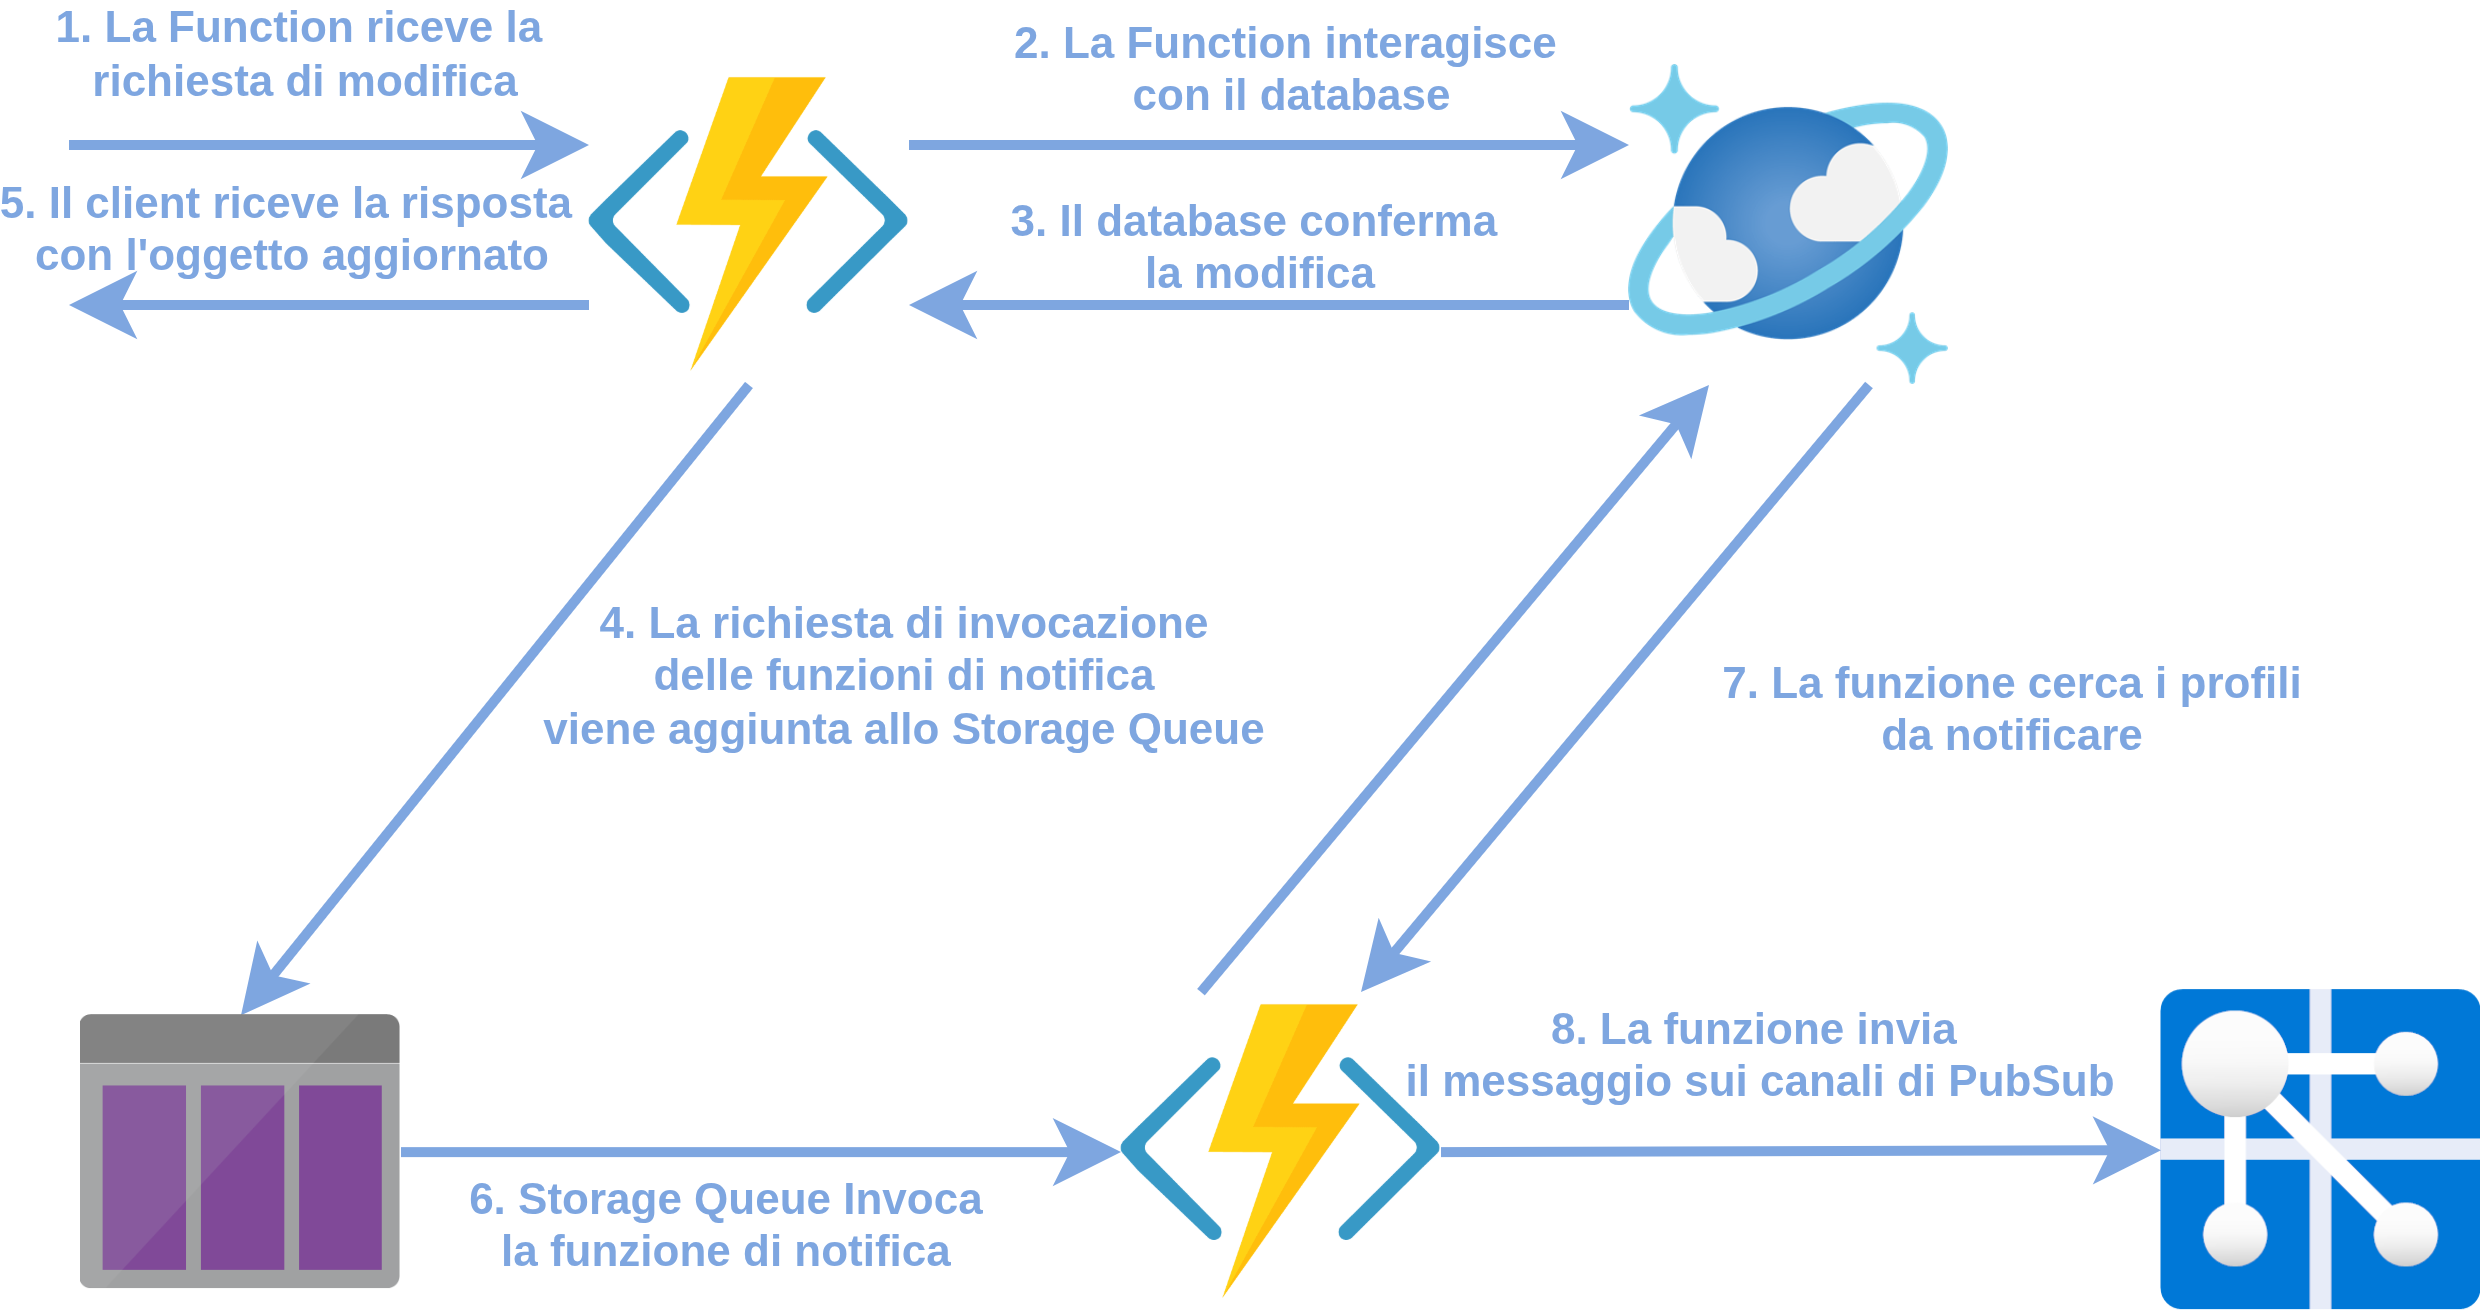 1. La Function riceve la
richiesta di modifica
2. La Function interagisce
con il database
5. Il client riceve la risposta
con l'oggetto aggiornato
3. Il database conferma
la modifica
4. La richiesta di invocazione
delle funzioni di notifica
viene aggiunta allo Storage Queue
7. La funzione cerca i profili
da notificare
8. La funzione invia
il messaggio sui canali di PubSub
6. Storage Queue Invoca
la funzione di notifica